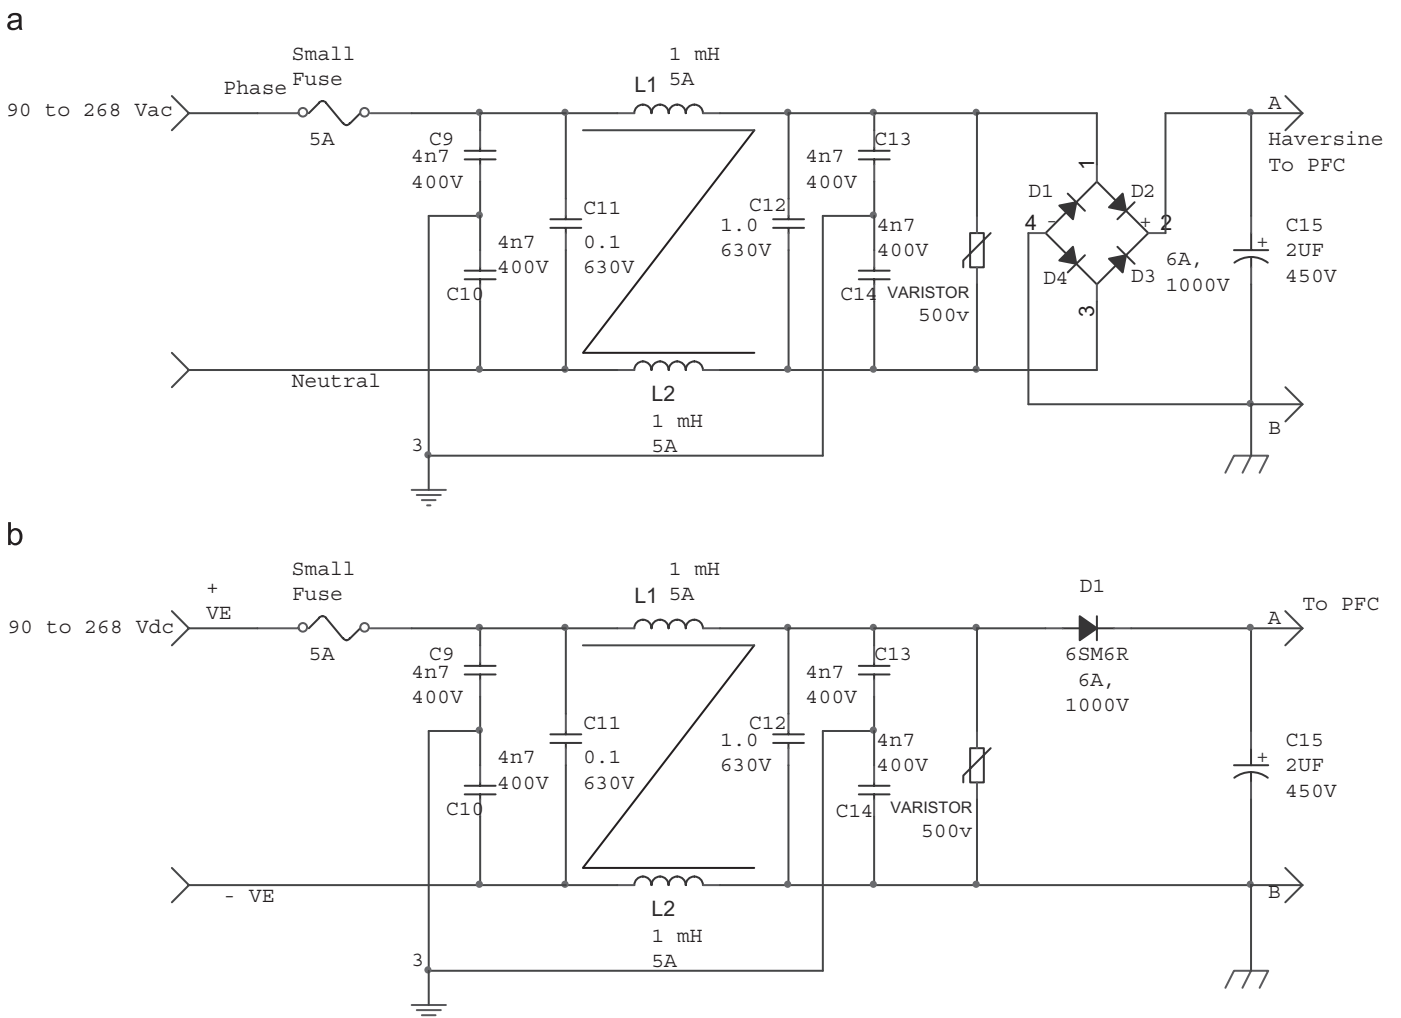 a
Small
Fuse
1 mH
5A
L1
90 to 268 Vac
Phase
5A
A
Haversine
To PFC
C9
4n7
400V
C13
4n7
400V
1
D1
D2
C11
0.1
630V
C12
1.0
630V
4n7
400V
C10
4n7
400V
C14
VARISTOR
500v
4
-
+
2
D4
D3
6A,
1000V
3
C15
+
2UF
450V
Neutral
L2
1 mH
5A
3
B
b
Small
Fuse
1 mH
5A
L1
+
VE
90 to 268 Vdc
5A
D1
6SM6R
6A,
1000V
A
To PFC
C9
4n7
400V
C13
4n7
400V
C11
0.1
630V
C12
1.0
630V
4n7
400V
C10
4n7
400V
C14
VARISTOR
500v
C15
+
2UF
450V
- VE
L2
1 mH
5A
3
B